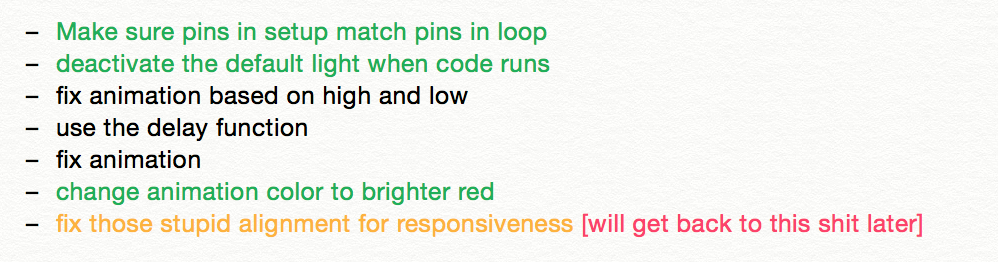 – Make sure pins in setup match pins in loop
– deactivate the default light when code runs
– fix animation based on high and low
– use the delay function
– fix animation
– change animation color to brighter red
– fix those stupid alignment for responsiveness [will get back to this shit later]